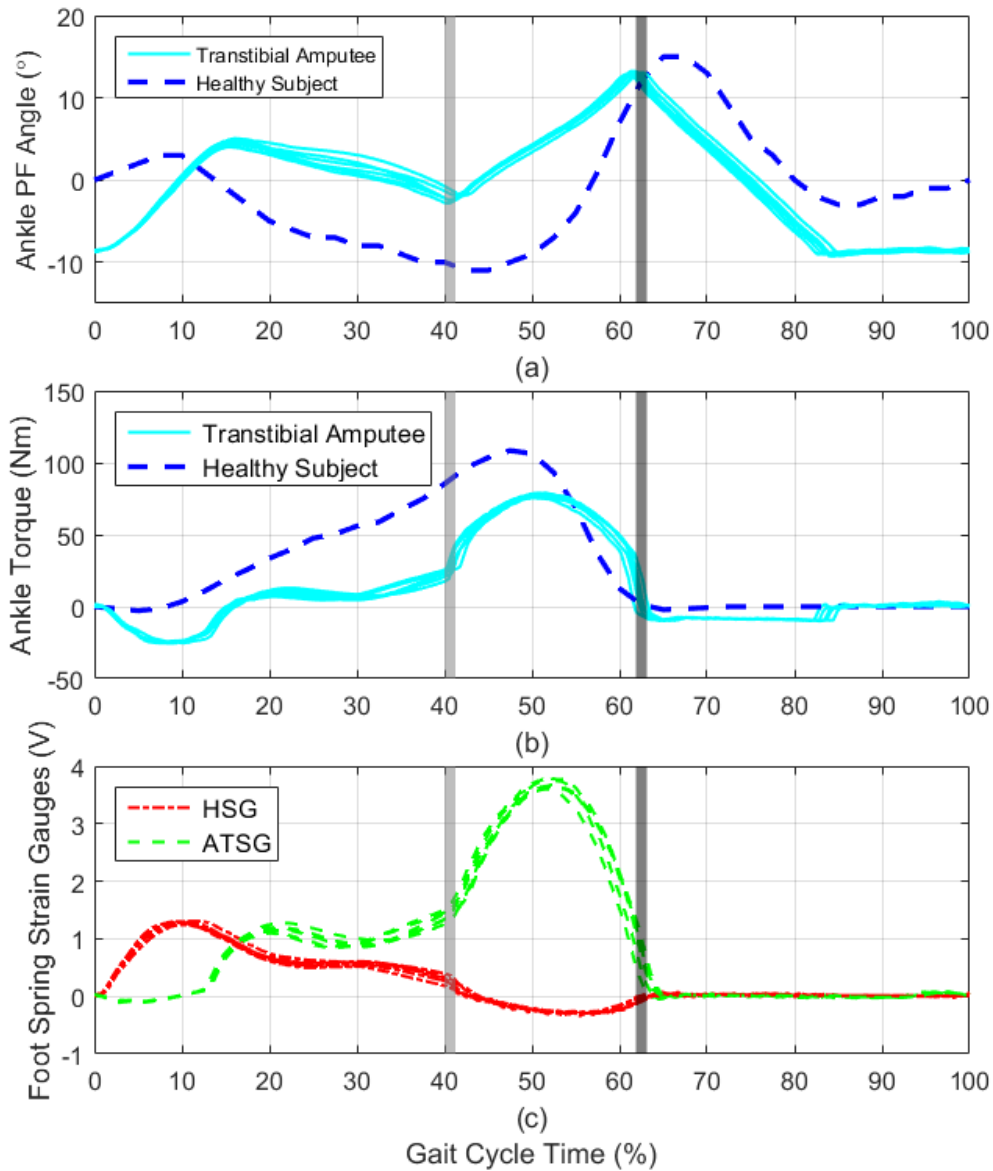 Ankle PF Angle (°)
20
10
0
-10
Transtibial Amputee
Healthy Subject
0 10 20 30 40 50 60 70 80 90 100
(a)
Ankle Torque (Nm)
150
100
50
0
-50
Transtibial Amputee
Healthy Subject
0 10 20 30 40 50 60 70 80 90 100
(b)
Foot Spring Strain Gauges (V)
4
3
2
1
0
-1
HSG
ATSG
0 10 20 30 40 50 60 70 80 90 100
(c)
Gait Cycle Time (%)